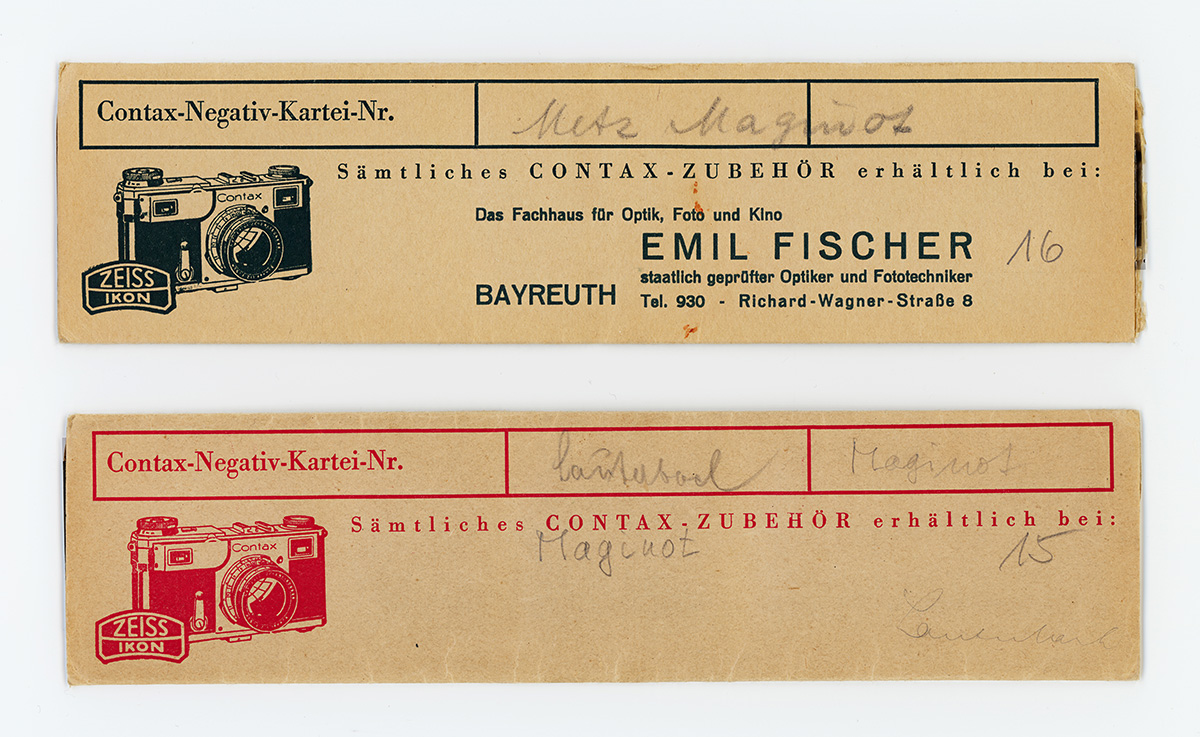 Contax-Negativ-Kartei-Nr.
Metz Maginot
Sämtliches CONTAX-ZUBEHÖR erhältlich bei:
Contax
ZEISS
IKON
Das Fachhaus für Optik, Foto und Kino
EMIL FISCHER
16
staatlich geprüfter Optiker und Fototechniker
BAYREUTH
Tel. 930 - Richard-Wagner-Straße 8
Contax-Negativ-Kartei-Nr.
Maginot
Sämtliches CONTAX-ZUBEHÖR erhältlich bei:
Maginot
15
Contax
ZEISS
IKON